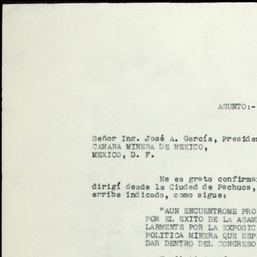 ASUNTO:-
Señor Ing. José A. García, Presiden
CAMARA MINERA DE MEXICO,
MEXICO, D. F.
Me es grato confirma
dirigí desde la Ciudad de Pachuca,
arriba indicado, como sigue:
"AUN ENCUENTROME PRO
POR EL EXITO DE LA ASAM
LARMENTE POR LA EXPOSIC
POLITICA MINERA QUE ESP
DAR DENTRO DEL CONGRESO